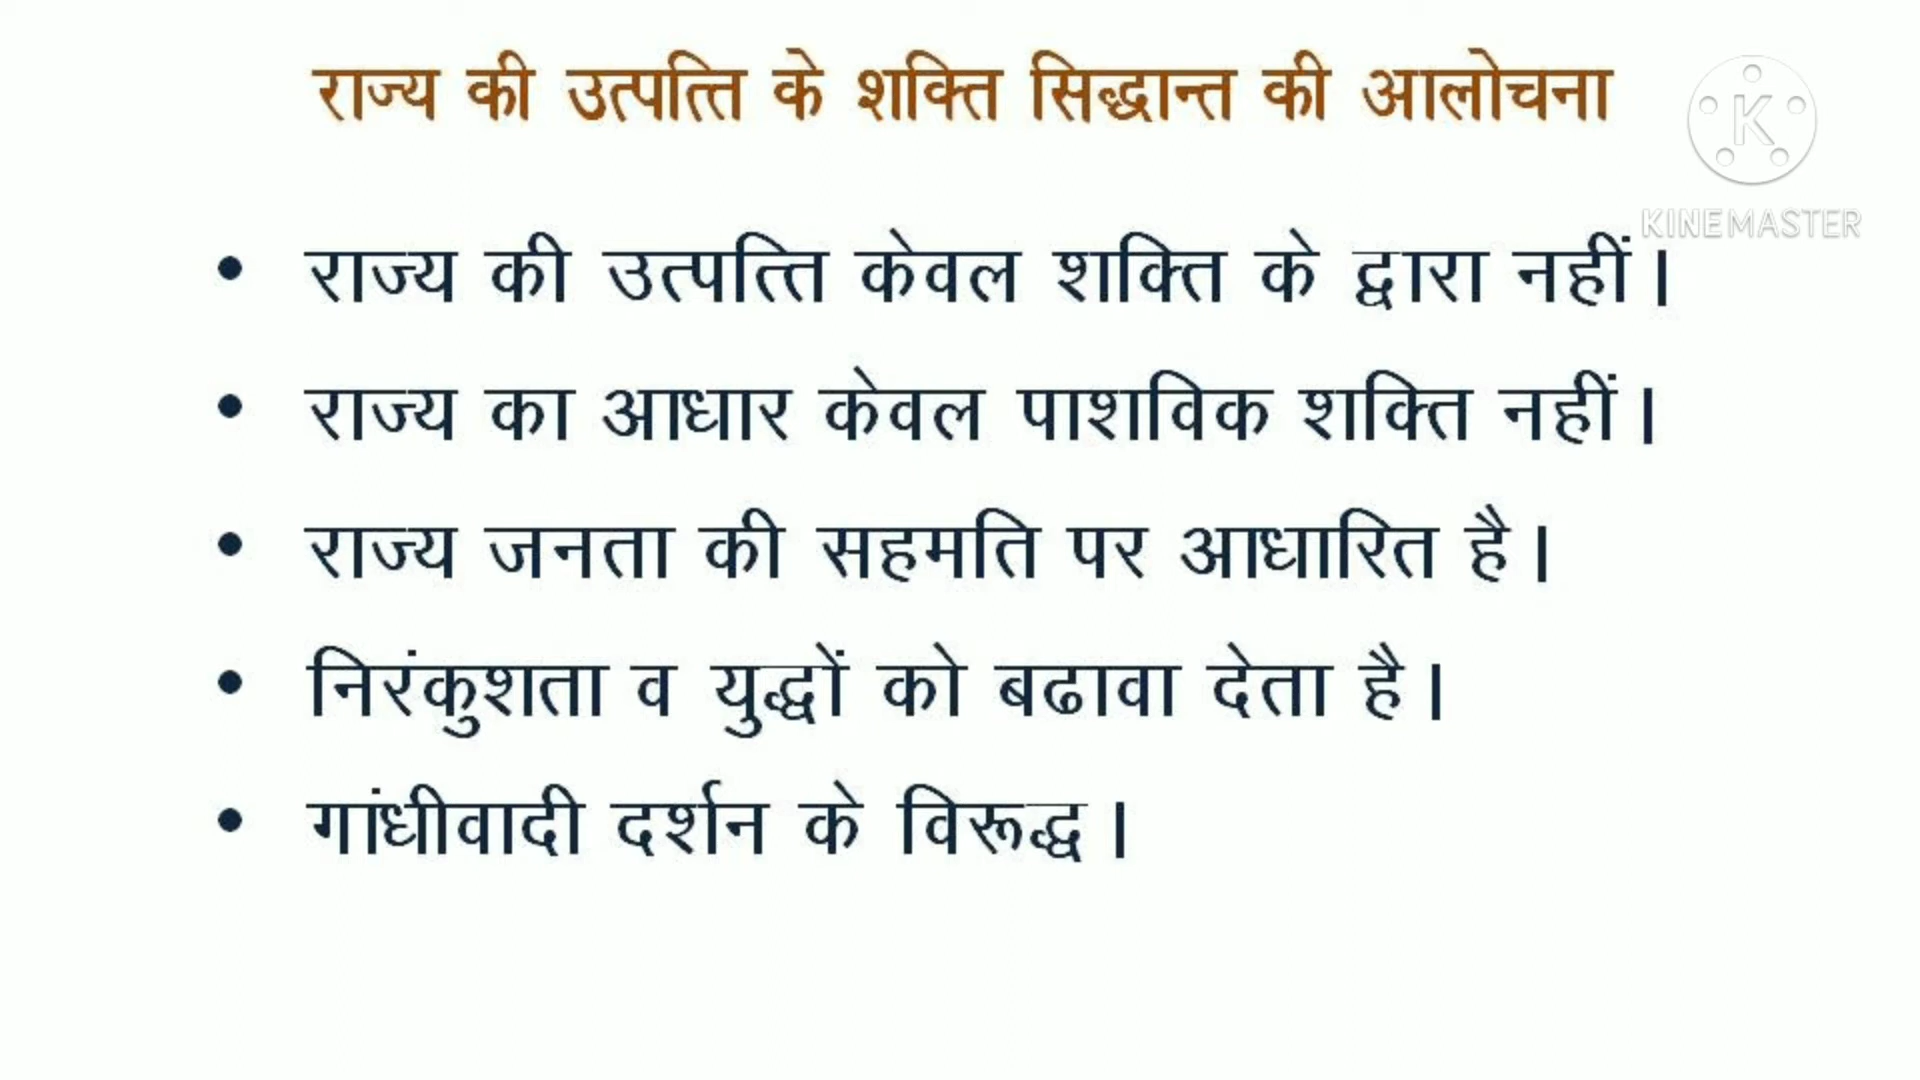 राज्य की उत्पत्ति के शक्ति सिद्धान्त की आलोचना
K
KINEMASTER
• राज्य की उत्पत्ति केवल शक्ति के द्वारा नहीं।
• राज्य का आधार केवल पाशविक शक्ति नहीं।
• राज्य जनता की सहमति पर आधारित है।
• निरंकुशता व युद्धों को बढावा देता है।
• गांधीवादी दर्शन के विरूद्ध।